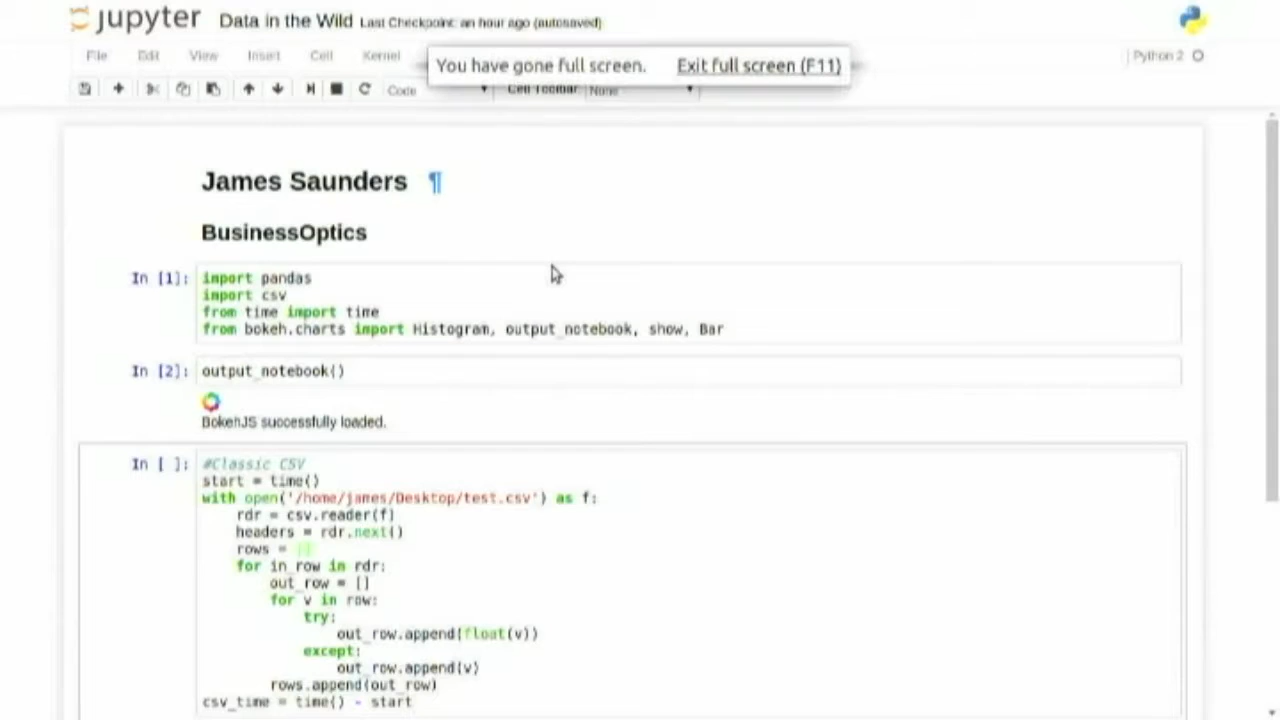 jupyter Data in the Wild Last Checkpoint: an hour ago (autosaved)
File Edit View Insert Cell Kernel
You have gone full screen. Exit full screen (F11)
Python 2
Code Cell Toolbar: None
James Saunders ¶
BusinessOptics
In [1]: import pandas
import csv
from time import time
from bokeh.charts import Histogram, output_notebook, show, Bar
In [2]: output_notebook()
BokehJS successfully loaded.
In [ ]: #Classic CSV
start = time()
with open('/home/james/Desktop/test.csv') as f:
rdr = csv.reader(f)
headers = rdr.next()
rows = []
for in_row in rdr:
out_row = []
for v in row:
try:
out_row.append(float(v))
except:
out_row.append(v)
rows.append(out_row)
csv_time = time() - start